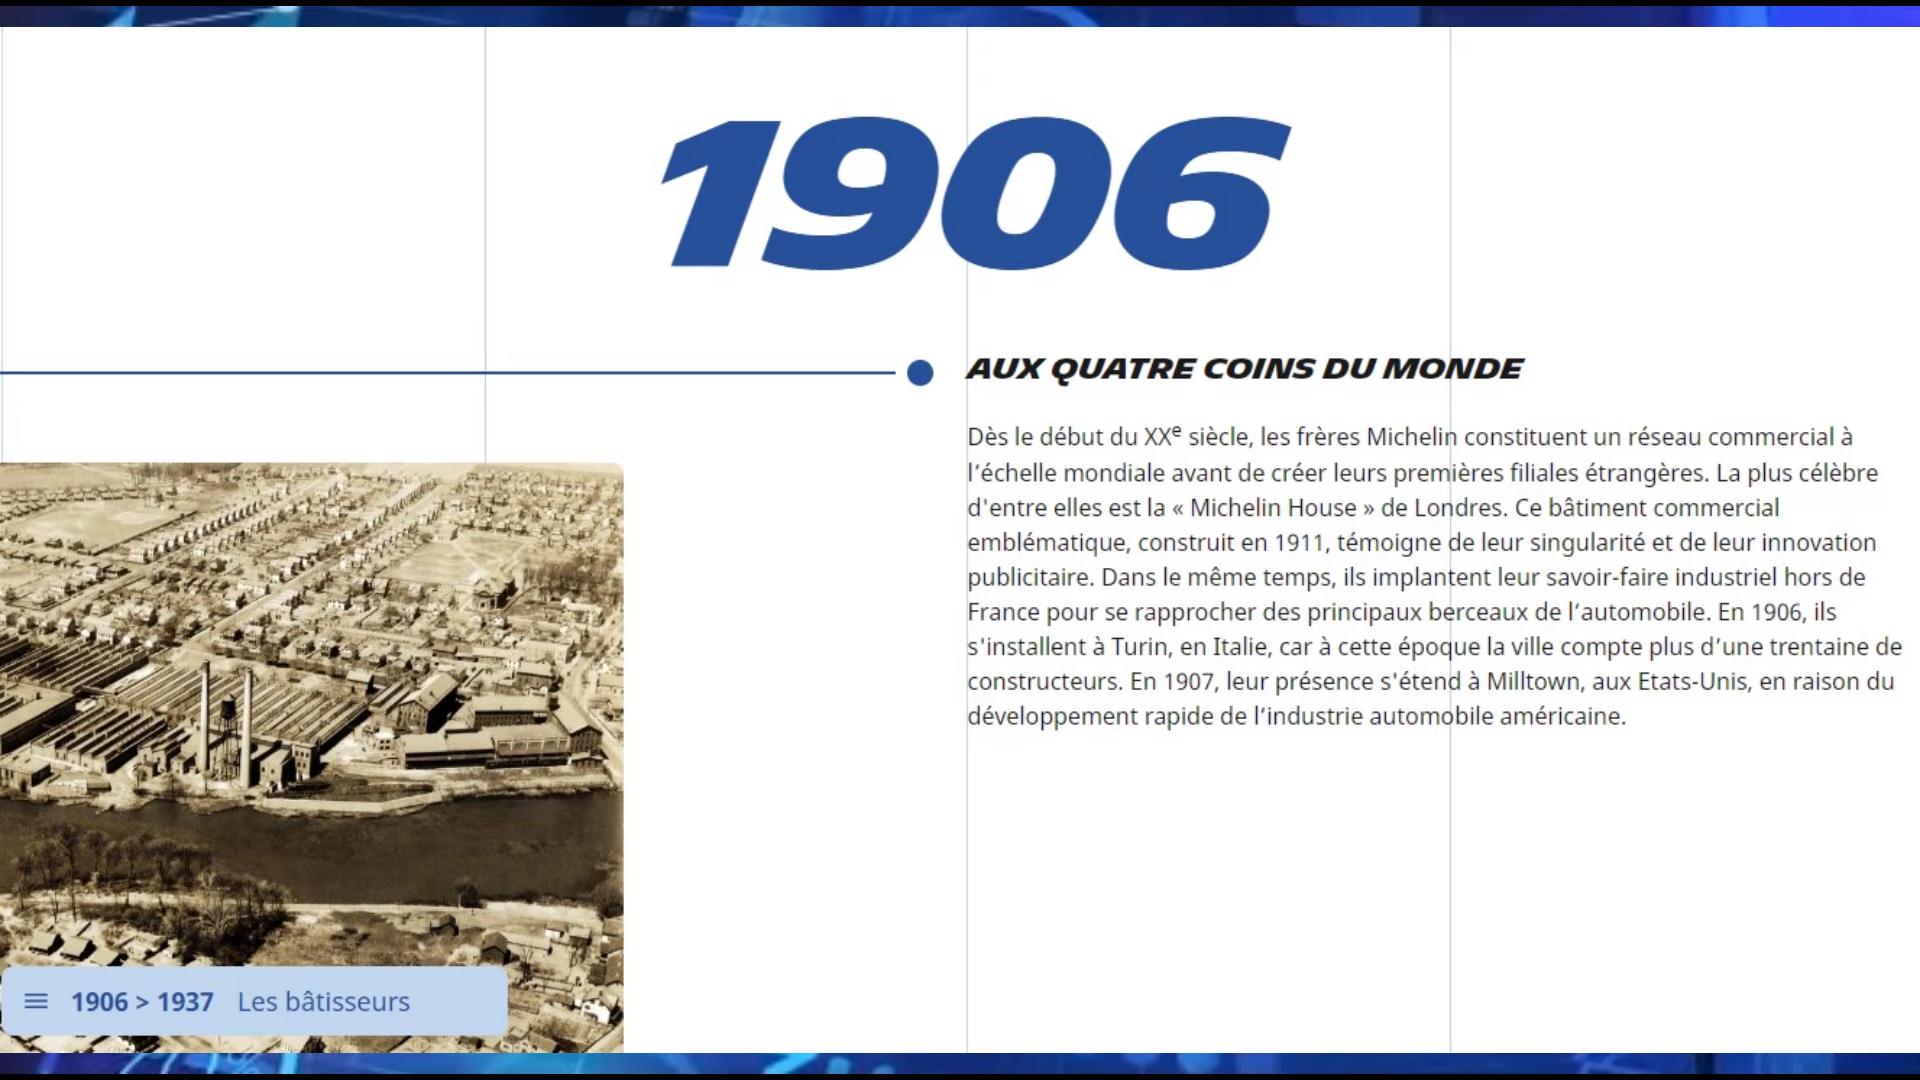 1906
AUX QUATRE COINS DU MONDE
Dès le début du XXe siècle, les frères Michelin constituent un réseau commercial à
l’échelle mondiale avant de créer leurs premières filiales étrangères. La plus célèbre
d'entre elles est la « Michelin House » de Londres. Ce bâtiment commercial
emblématique, construit en 1911, témoigne de leur singularité et de leur innovation
publicitaire. Dans le même temps, ils implantent leur savoir-faire industriel hors de
France pour se rapprocher des principaux berceaux de l’automobile. En 1906, ils
s'installent à Turin, en Italie, car à cette époque la ville compte plus d’une trentaine de
constructeurs. En 1907, leur présence s'étend à Milltown, aux Etats-Unis, en raison du
développement rapide de l’industrie automobile américaine.
1906 > 1937 Les bâtisseurs